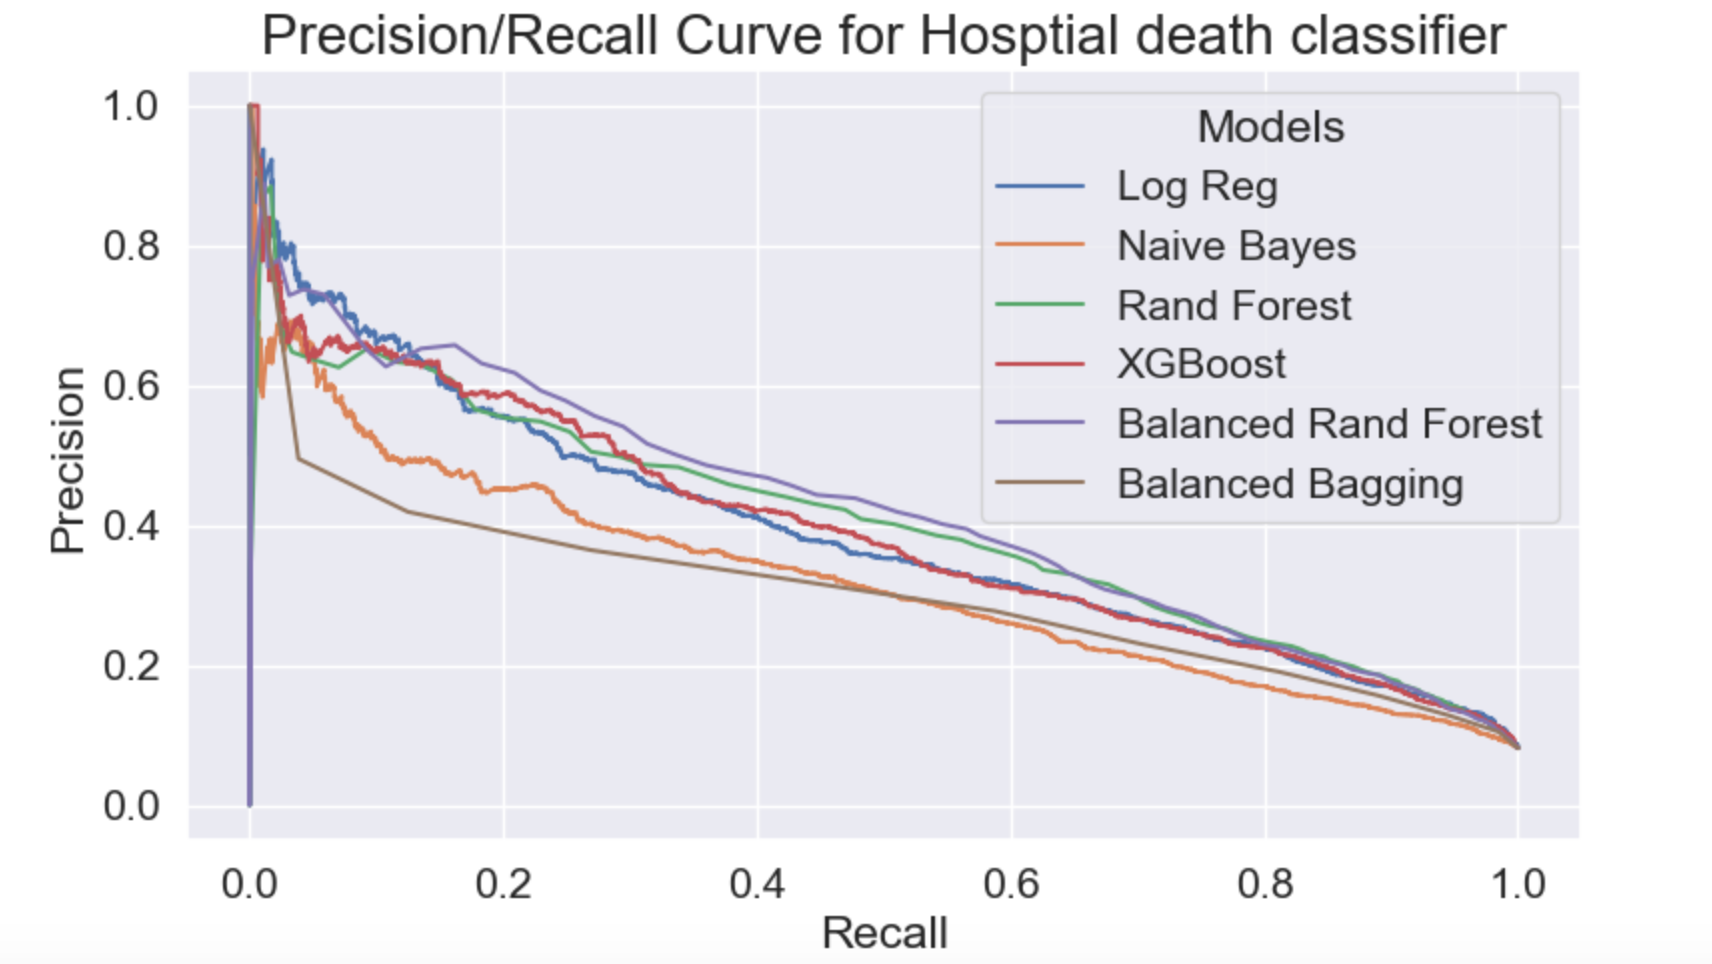 Precision/Recall Curve for Hosptial death classifier
1.0
0.8
0.6
0.4
0.2
0.0
Precision
Models
Log Reg
Naive Bayes
Rand Forest
XGBoost
Balanced Rand Forest
Balanced Bagging
0.0 0.2 0.4 0.6 0.8 1.0
Recall